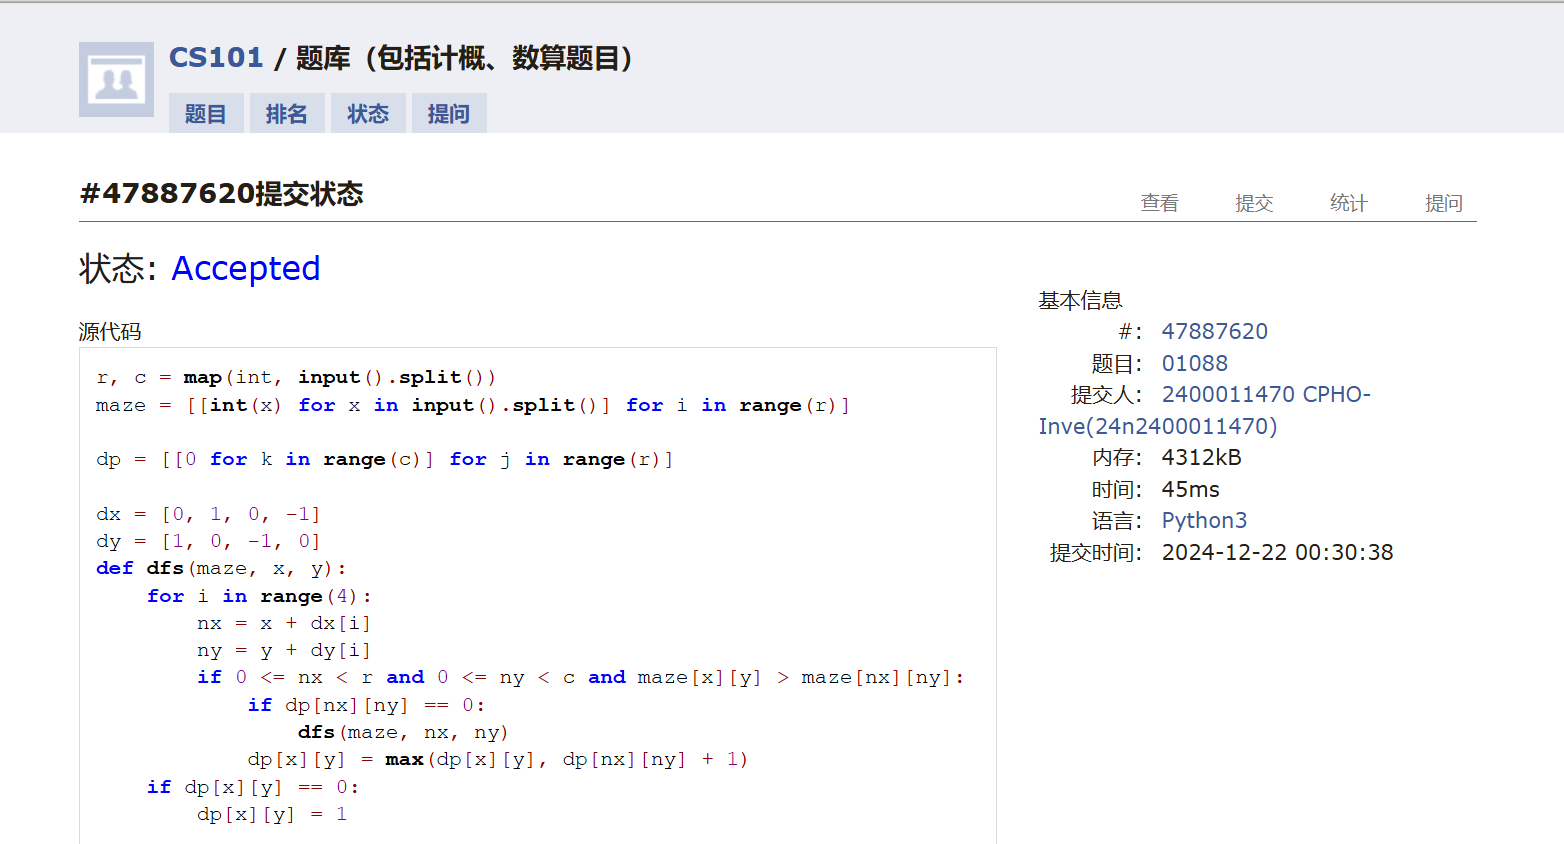 CS101 / 题库（包括计概、数算题目）
题目 排名 状态 提问
#47887620提交状态
查看 提交 统计 提问
状态: Accepted
源代码
r, c = map(int, input().split())
maze = [[int(x) for x in input().split()] for i in range(r)]
dp = [[0 for k in range(c)] for j in range(r)]
dx = [0, 1, 0, -1]
dy = [1, 0, -1, 0]
def dfs(maze, x, y):
    for i in range(4):
        nx = x + dx[i]
        ny = y + dy[i]
        if 0 <= nx < r and 0 <= ny < c and maze[x][y] > maze[nx][ny]:
            if dp[nx][ny] == 0:
                dfs(maze, nx, ny)
            dp[x][y] = max(dp[x][y], dp[nx][ny] + 1)
    if dp[x][y] == 0:
        dp[x][y] = 1
基本信息
#: 47887620
题目: 01088
提交人: 2400011470 CPHO-
Inve(24n2400011470)
内存: 4312kB
时间: 45ms
语言: Python3
提交时间: 2024-12-22 00:30:38